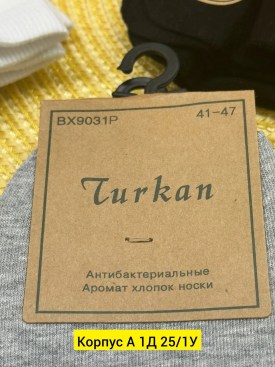 BX9031P 41-47
Turkan
Антибактериальные
Аромат хлопок носки
Корпус А 1Д 25/1У